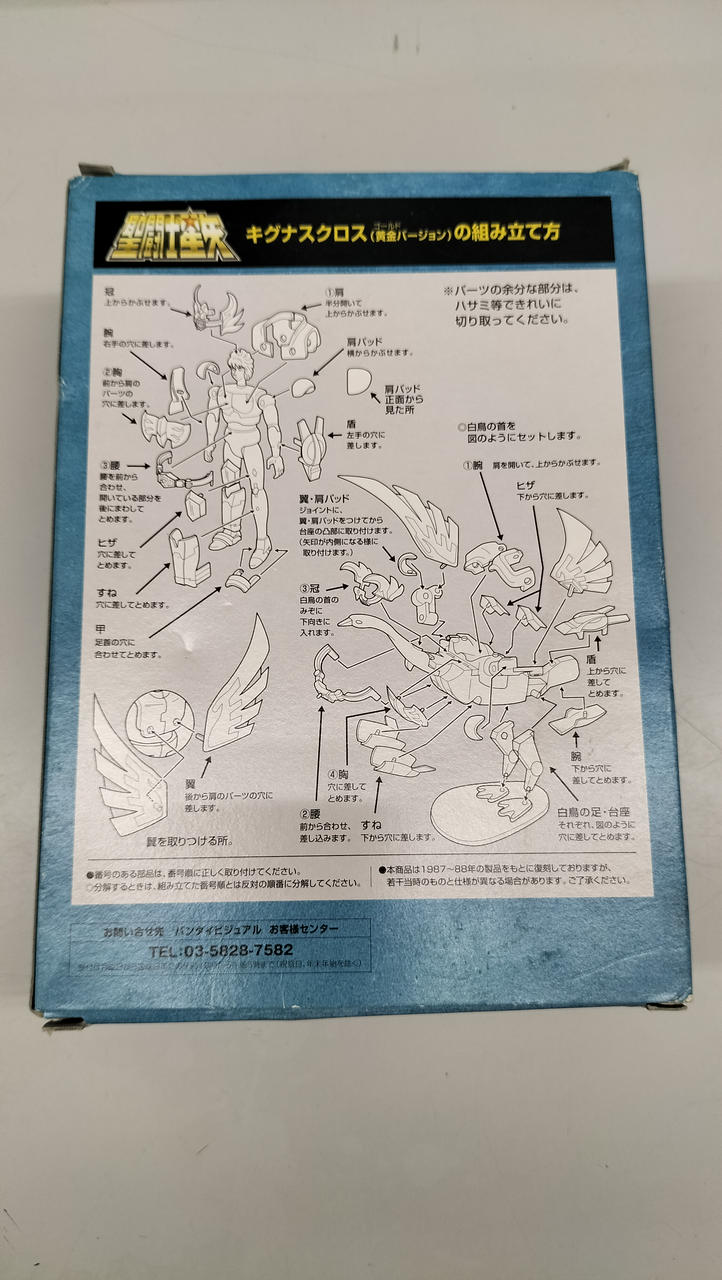 聖闘士星矢
キグナスクロス(黄金バージョン)の組み立て方
ゴールド
冠
上からかぶせます。
①肩
半分開いて
上からかぶせます。
※パーツの余分な部分は、
ハサミ等できれいに
切り取ってください。
腕
右手の穴に差します。
肩パッド
横からかぶせます。
②胸
前から肩の
パーツの
穴に差します。
肩パッド
正面から
見た所
盾
左手の穴に
差します。
◎白鳥の首を
図のようにセットします。
③腰
腰を前から
合わせ、
開いている部分を
後にまわして
とめます。
①腕 肩を開いて、上からかぶせます。
ヒザ
下から穴に差します。
翼・肩パッド
ジョイントに、
翼・肩パッドをつけてから
台座の凸部に取り付けます。
(矢印が内側になる様に
取り付けます。)
ヒザ
穴に差して
とめます。
すね
穴に差してとめます。
③冠
白鳥の首の
みぞに
下向きに
入れます。
甲
足首の穴に
合わせてとめます。
盾
上から穴に
差して
とめます。
翼
後から肩のパーツの穴に
差します。
翼を取りつける所。
④胸
穴に差して
とめます。
腕
下から穴に
差してとめます。
②腰
前から合わせ、
差し込みます。
すね
下から穴に差します。
白鳥の足・台座
それぞれ、図のように
穴に差してとめます。
●番号のある部品は、番号順に正しく取り付けてください。
○分解するときは、組み立てた番号順とは反対の順番に分解してください。
●本商品は1987〜88年の製品をもとに復刻しておりますが、
若干当時のものと仕様が異なる場合があります。ご了承ください。
お問い合せ先 バンダイビジュアル お客様センター
TEL:03-5828-7582